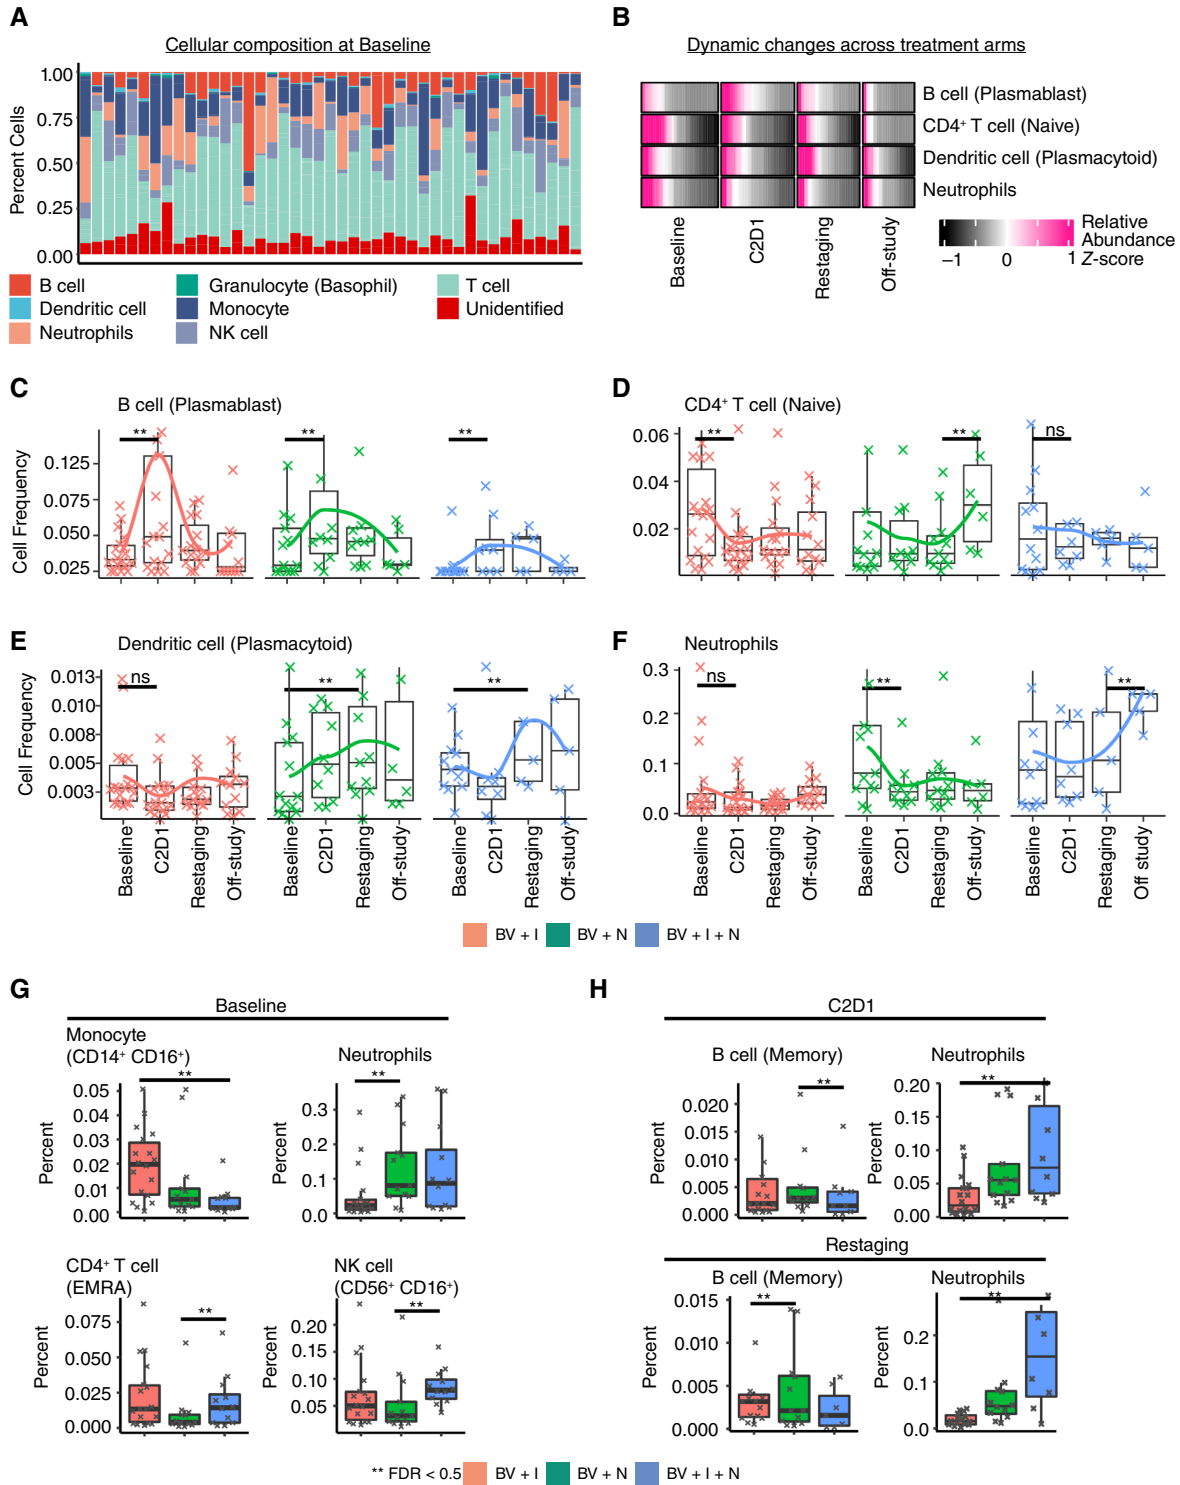 A
Cellular composition at Baseline
Percent Cells
1.00
0.75
0.50
0.25
0.00
B cell
Dendritic cell
Neutrophils
Granulocyte (Basophil)
Monocyte
NK cell
T cell
Unidentified
B
Dynamic changes across treatment arms
B cell (Plasmablast)
CD4+ T cell (Naive)
Dendritic cell (Plasmacytoid)
Neutrophils
Baseline
C2D1
Restaging
Off-study
−1 0 1
Relative
Abundance
Z-score
C
B cell (Plasmablast)
Cell Frequency
0.125
0.075
0.050
0.025
**
**
**
D
CD4+ T cell (Naive)
0.06
0.04
0.02
**
**
ns
E
Dendritic cell (Plasmacytoid)
Cell Frequency
0.013
0.010
0.008
0.005
0.003
ns
**
**
Baseline
C2D1
Restaging
Off-study
Baseline
C2D1
Restaging
Off-study
Baseline
C2D1
Restaging
Off-study
F
Neutrophils
0.3
0.2
0.1
0.0
ns
**
**
Baseline
C2D1
Restaging
Off-study
Baseline
C2D1
Restaging
Off-study
Baseline
C2D1
Restaging
Off study
BV + I BV + N BV + I + N
G
Baseline
Monocyte
(CD14+ CD16+)
Percent
0.05
0.04
0.03
0.02
0.01
0.00
**
Neutrophils
Percent
0.3
0.2
0.1
0.0
**
CD4+ T cell
(EMRA)
Percent
0.075
0.050
0.025
0.000
**
NK cell
(CD56+ CD16+)
Percent
0.20
0.15
0.10
0.05
**
H
C2D1
B cell (Memory)
Percent
0.020
0.015
0.010
0.005
0.000
**
Neutrophils
Percent
0.20
0.15
0.10
0.05
0.00
**
Restaging
B cell (Memory)
Percent
0.015
0.010
0.005
0.000
**
Neutrophils
Percent
0.2
0.1
0.0
**
** FDR < 0.5 BV + I BV + N BV + I + N